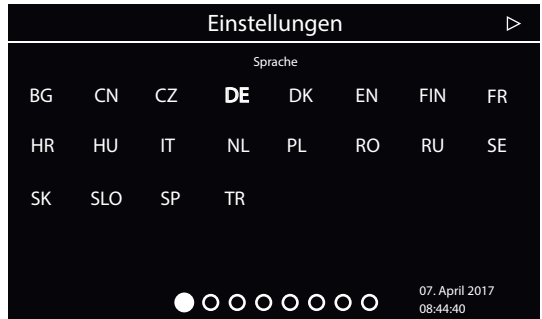 Einstellungen
Sprache
BG CN CZ DE DK EN FIN FR
HR HU IT NL PL RO RU SE
SK SLO SP TR
07. April 2017
08:44:40